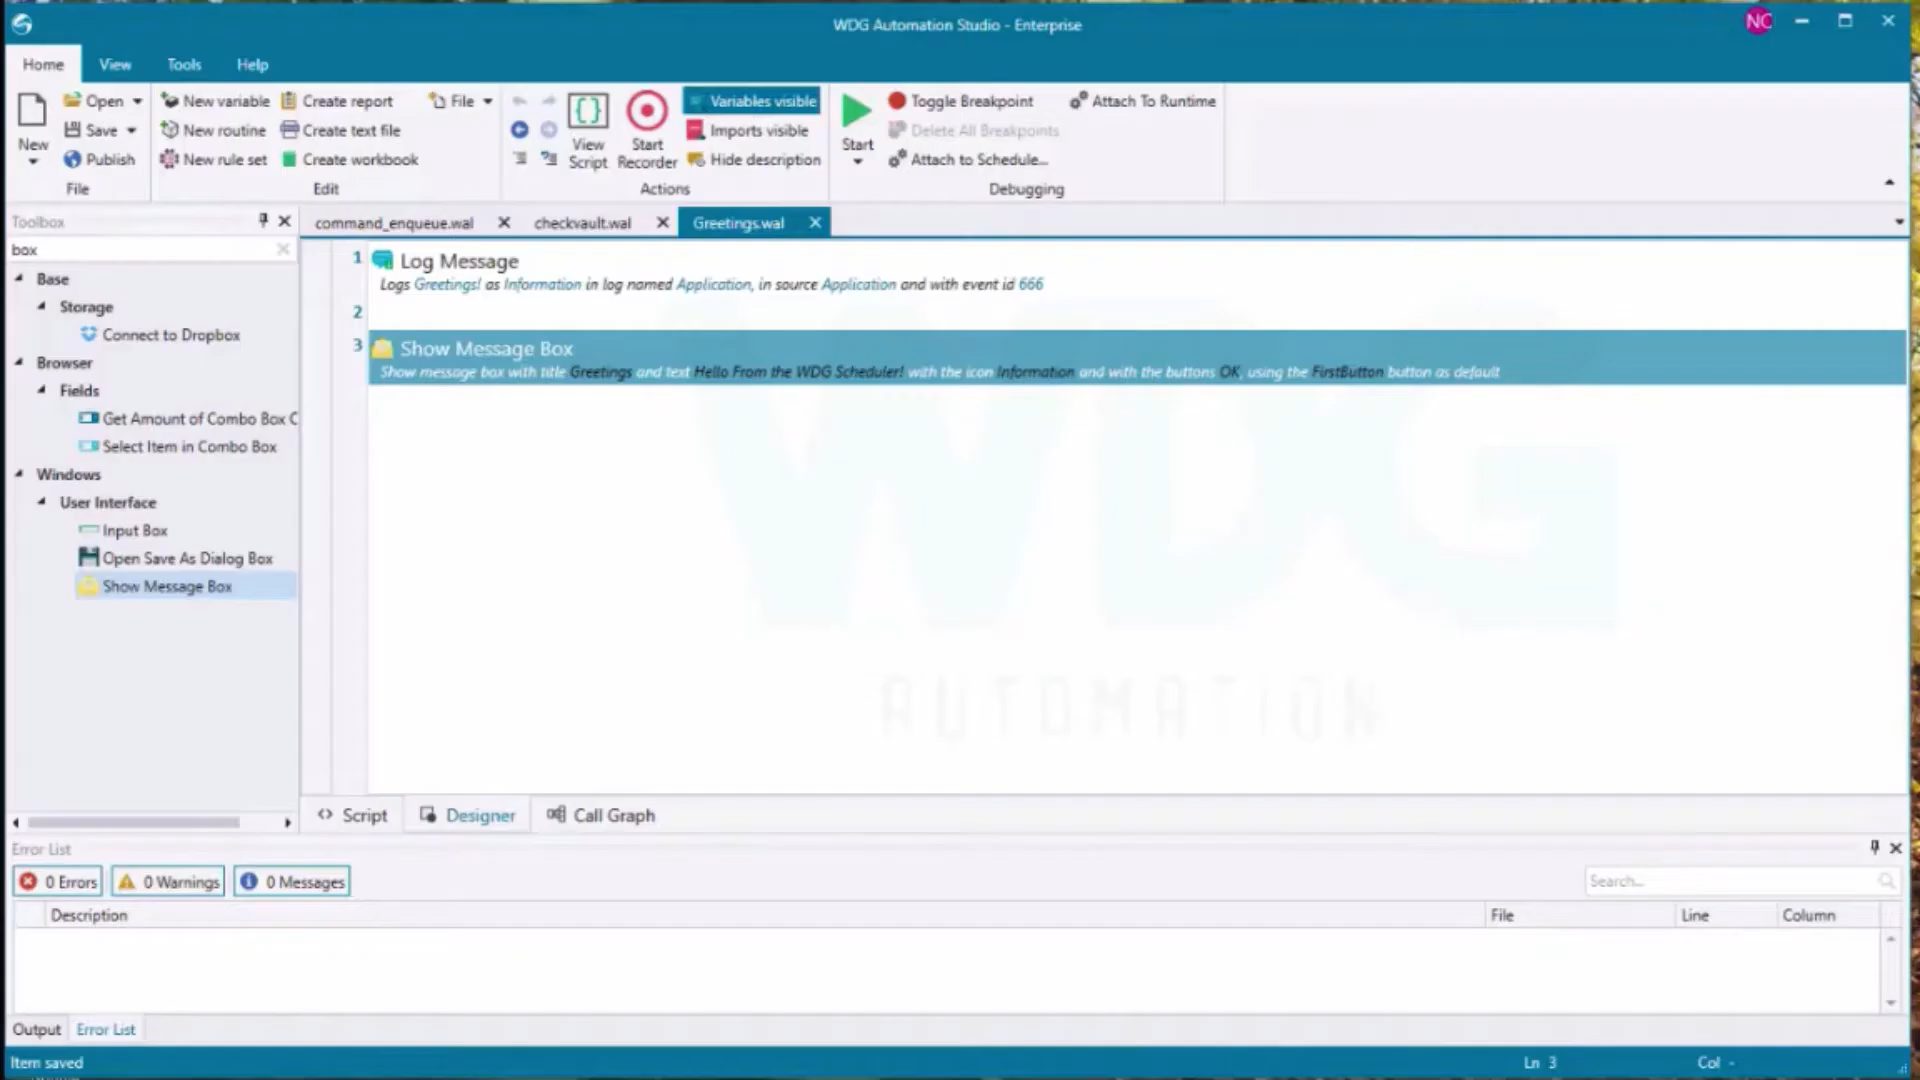 WDG Automation Studio - Enterprise
NC
Home View Tools Help
New
Open
Save
Publish
File
New variable
New routine
New rule set
Create report
Create text file
Create workbook
File
Edit
View Script
Start Recorder
Variables visible
Imports visible
Hide description
Actions
Start
Toggle Breakpoint
Delete All Breakpoints
Attach to Schedule...
Attach To Runtime
Debugging
Toolbox
box
Base
Storage
Connect to Dropbox
Browser
Fields
Get Amount of Combo Box C
Select Item in Combo Box
Windows
User Interface
Input Box
Open Save As Dialog Box
Show Message Box
command_enqueue.wal checkvault.wal Greetings.wal
1 Log Message
Logs Greetings! as Information in log named Application, in source Application and with event id 666
2
3 Show Message Box
Show message box with title Greetings and text Hello From the WDG Scheduler! with the icon Information and with the buttons OK, using the FirstButton button as default
WDG
AUTOMATION
Script Designer Call Graph
Error List
0 Errors 0 Warnings 0 Messages
Search...
Description File Line Column
Output Error List
Item saved Ln 3 Col -